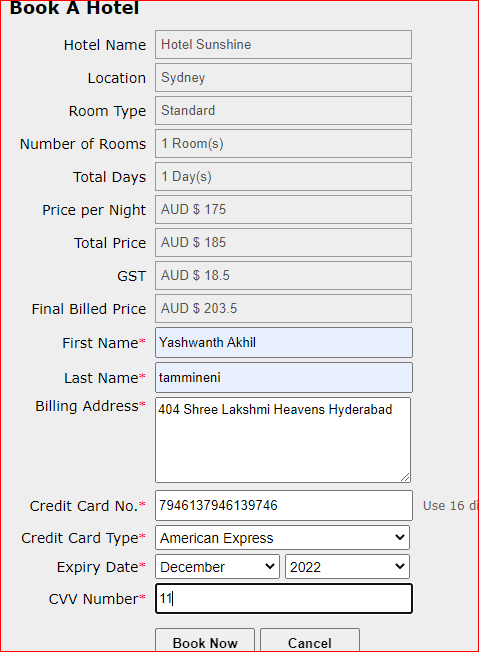 Book A Hotel
Hotel Name Hotel Sunshine
Location Sydney
Room Type Standard
Number of Rooms 1 Room(s)
Total Days 1 Day(s)
Price per Night AUD $ 175
Total Price AUD $ 185
GST AUD $ 18.5
Final Billed Price AUD $ 203.5
First Name* Yashwanth Akhil
Last Name* tammineni
Billing Address* 404 Shree Lakshmi Heavens Hyderabad
Credit Card No.* 7946137946139746 Use 16 di
Credit Card Type* American Express
Expiry Date* December 2022
CVV Number* 11
Book Now Cancel